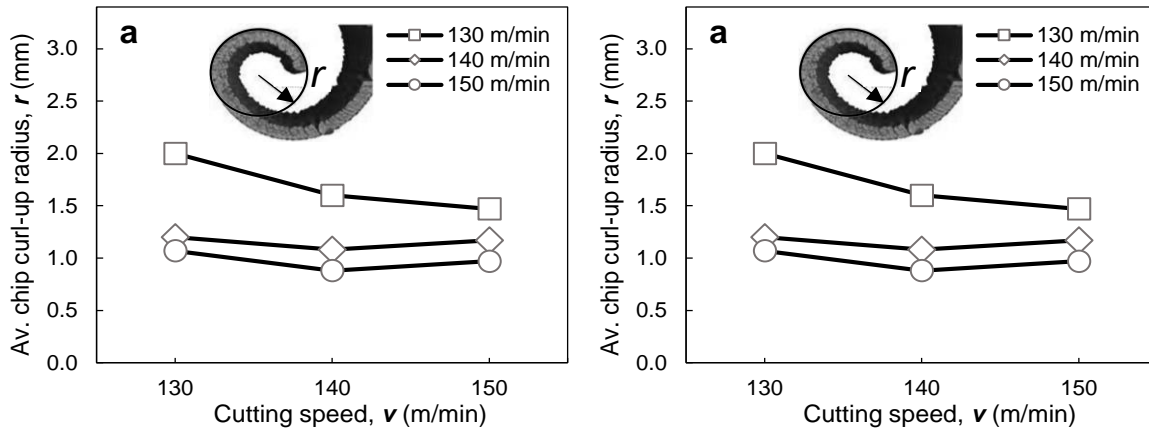 a
r
130 m/min
140 m/min
150 m/min
Av. chip curl-up radius, r (mm)
3.0
2.5
2.0
1.5
1.0
0.5
0.0
130 140 150
Cutting speed, v (m/min)
a
r
130 m/min
140 m/min
150 m/min
Av. chip curl-up radius, r (mm)
3.0
2.5
2.0
1.5
1.0
0.5
0.0
130 140 150
Cutting speed, v (m/min)